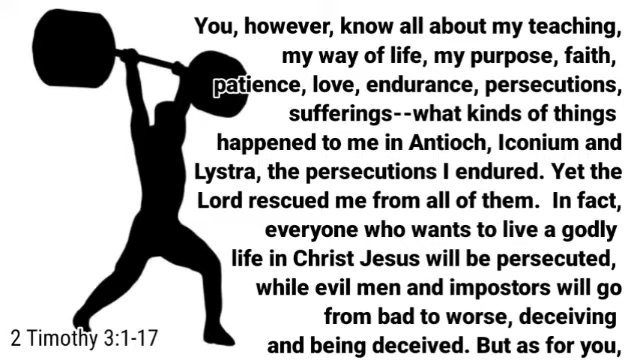 You, however, know all about my teaching,
my way of life, my purpose, faith,
patience, love, endurance, persecutions,
sufferings--what kinds of things
happened to me in Antioch, Iconium and
Lystra, the persecutions I endured. Yet the
Lord rescued me from all of them. In fact,
everyone who wants to live a godly
life in Christ Jesus will be persecuted,
while evil men and impostors will go
from bad to worse, deceiving
and being deceived. But as for you,
2 Timothy 3:1-17